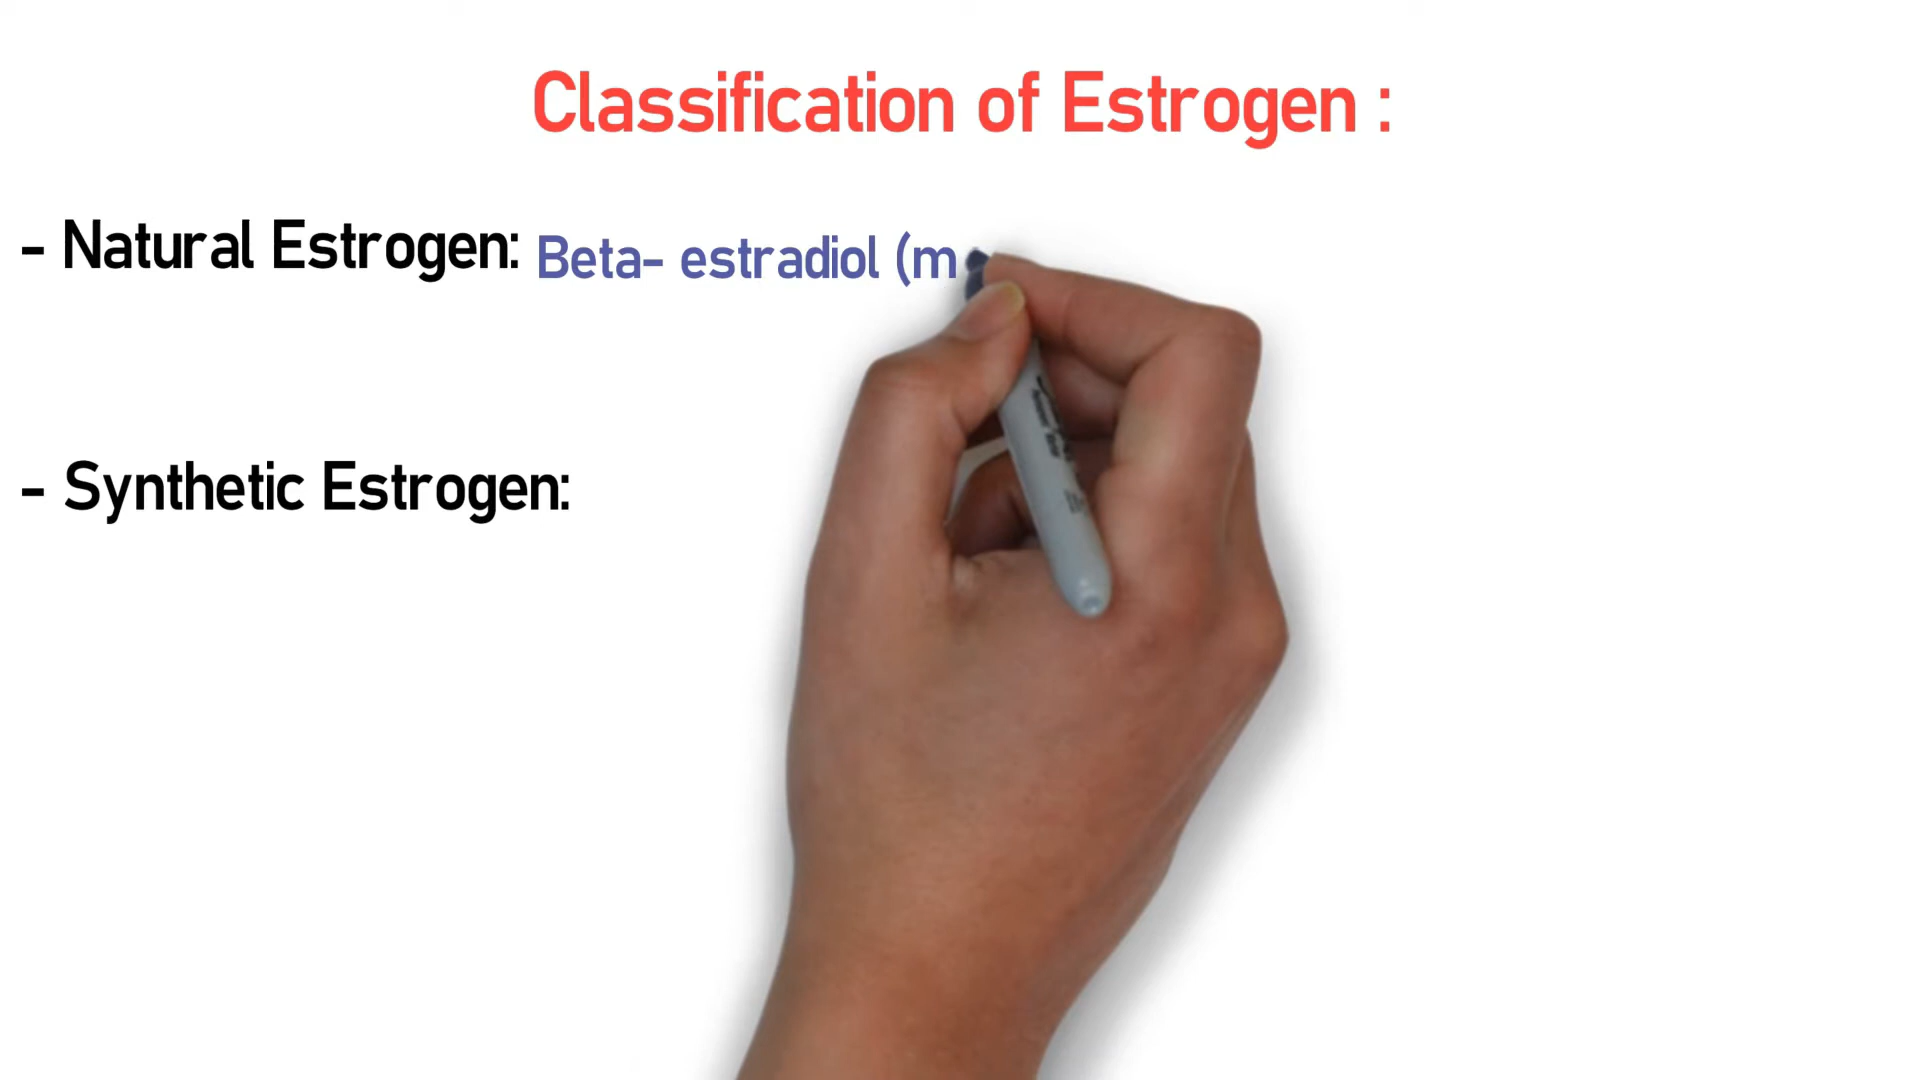 Classification of Estrogen :
- Natural Estrogen: Beta- estradiol (m
- Synthetic Estrogen: